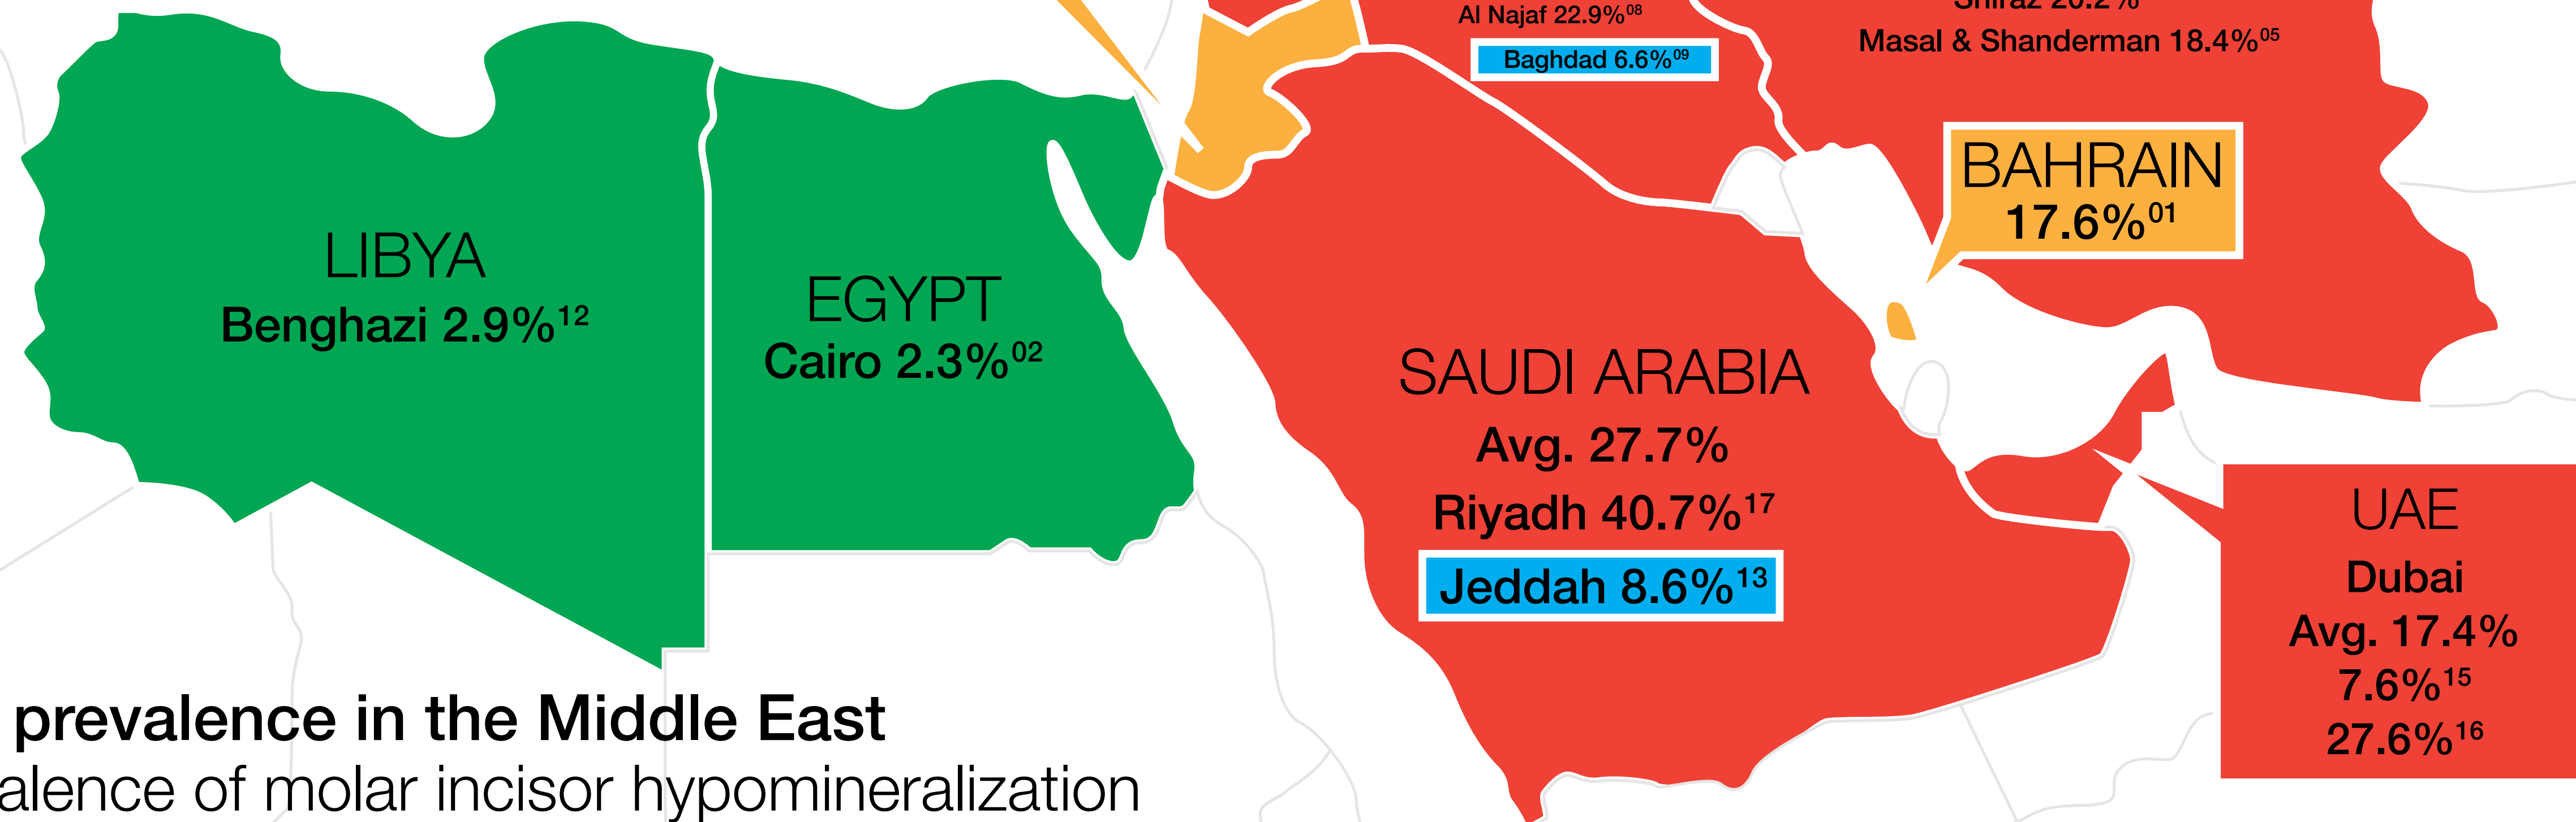 Shiraz 20.2%
Al Najaf 22.9%⁰⁸
Masal & Shanderman 18.4%⁰⁵
Baghdad 6.6%⁰⁹
BAHRAIN
17.6%⁰¹
LIBYA
Benghazi 2.9%¹²
EGYPT
Cairo 2.3%⁰²
SAUDI ARABIA
Avg. 27.7%
Riyadh 40.7%¹⁷
Jeddah 8.6%¹³
UAE
Dubai
Avg. 17.4%
7.6%¹⁵
27.6%¹⁶
prevalence in the Middle East
alence of molar incisor hypomineralization